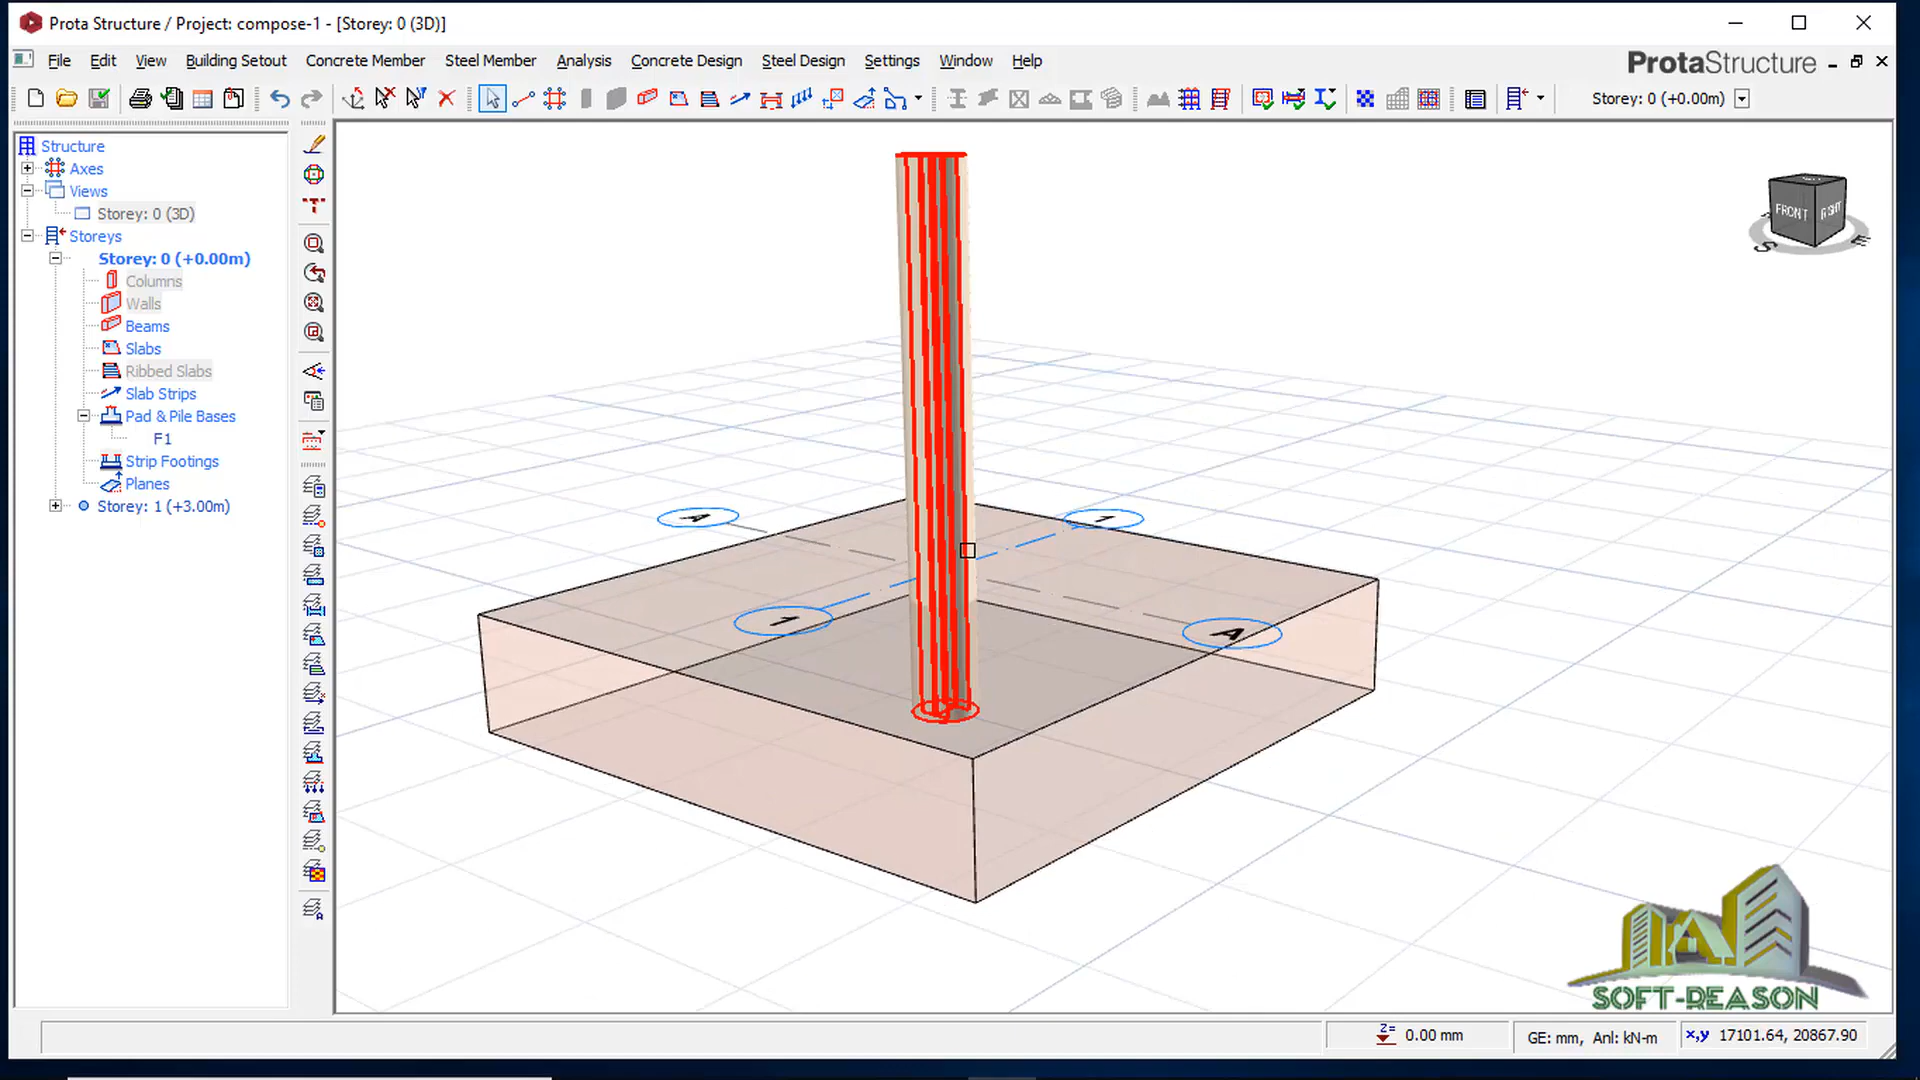 Prota Structure / Project: compose-1 - [Storey: 0 (3D)]
File Edit View Building Setout Concrete Member Steel Member Analysis Concrete Design Steel Design Settings Window Help
ProtaStructure
Storey: 0 (+0.00m)
Structure
Axes
Views
Storey: 0 (3D)
Storeys
Storey: 0 (+0.00m)
Columns
Walls
Beams
Slabs
Ribbed Slabs
Slab Strips
Pad & Pile Bases
F1
Strip Footings
Planes
Storey: 1 (+3.00m)
FRONT RIGHT
S E
A 1
1 A
SOFT-REASON
Z= 0.00 mm
GE: mm, Anl: kN-m
x,y 17101.64, 20867.90